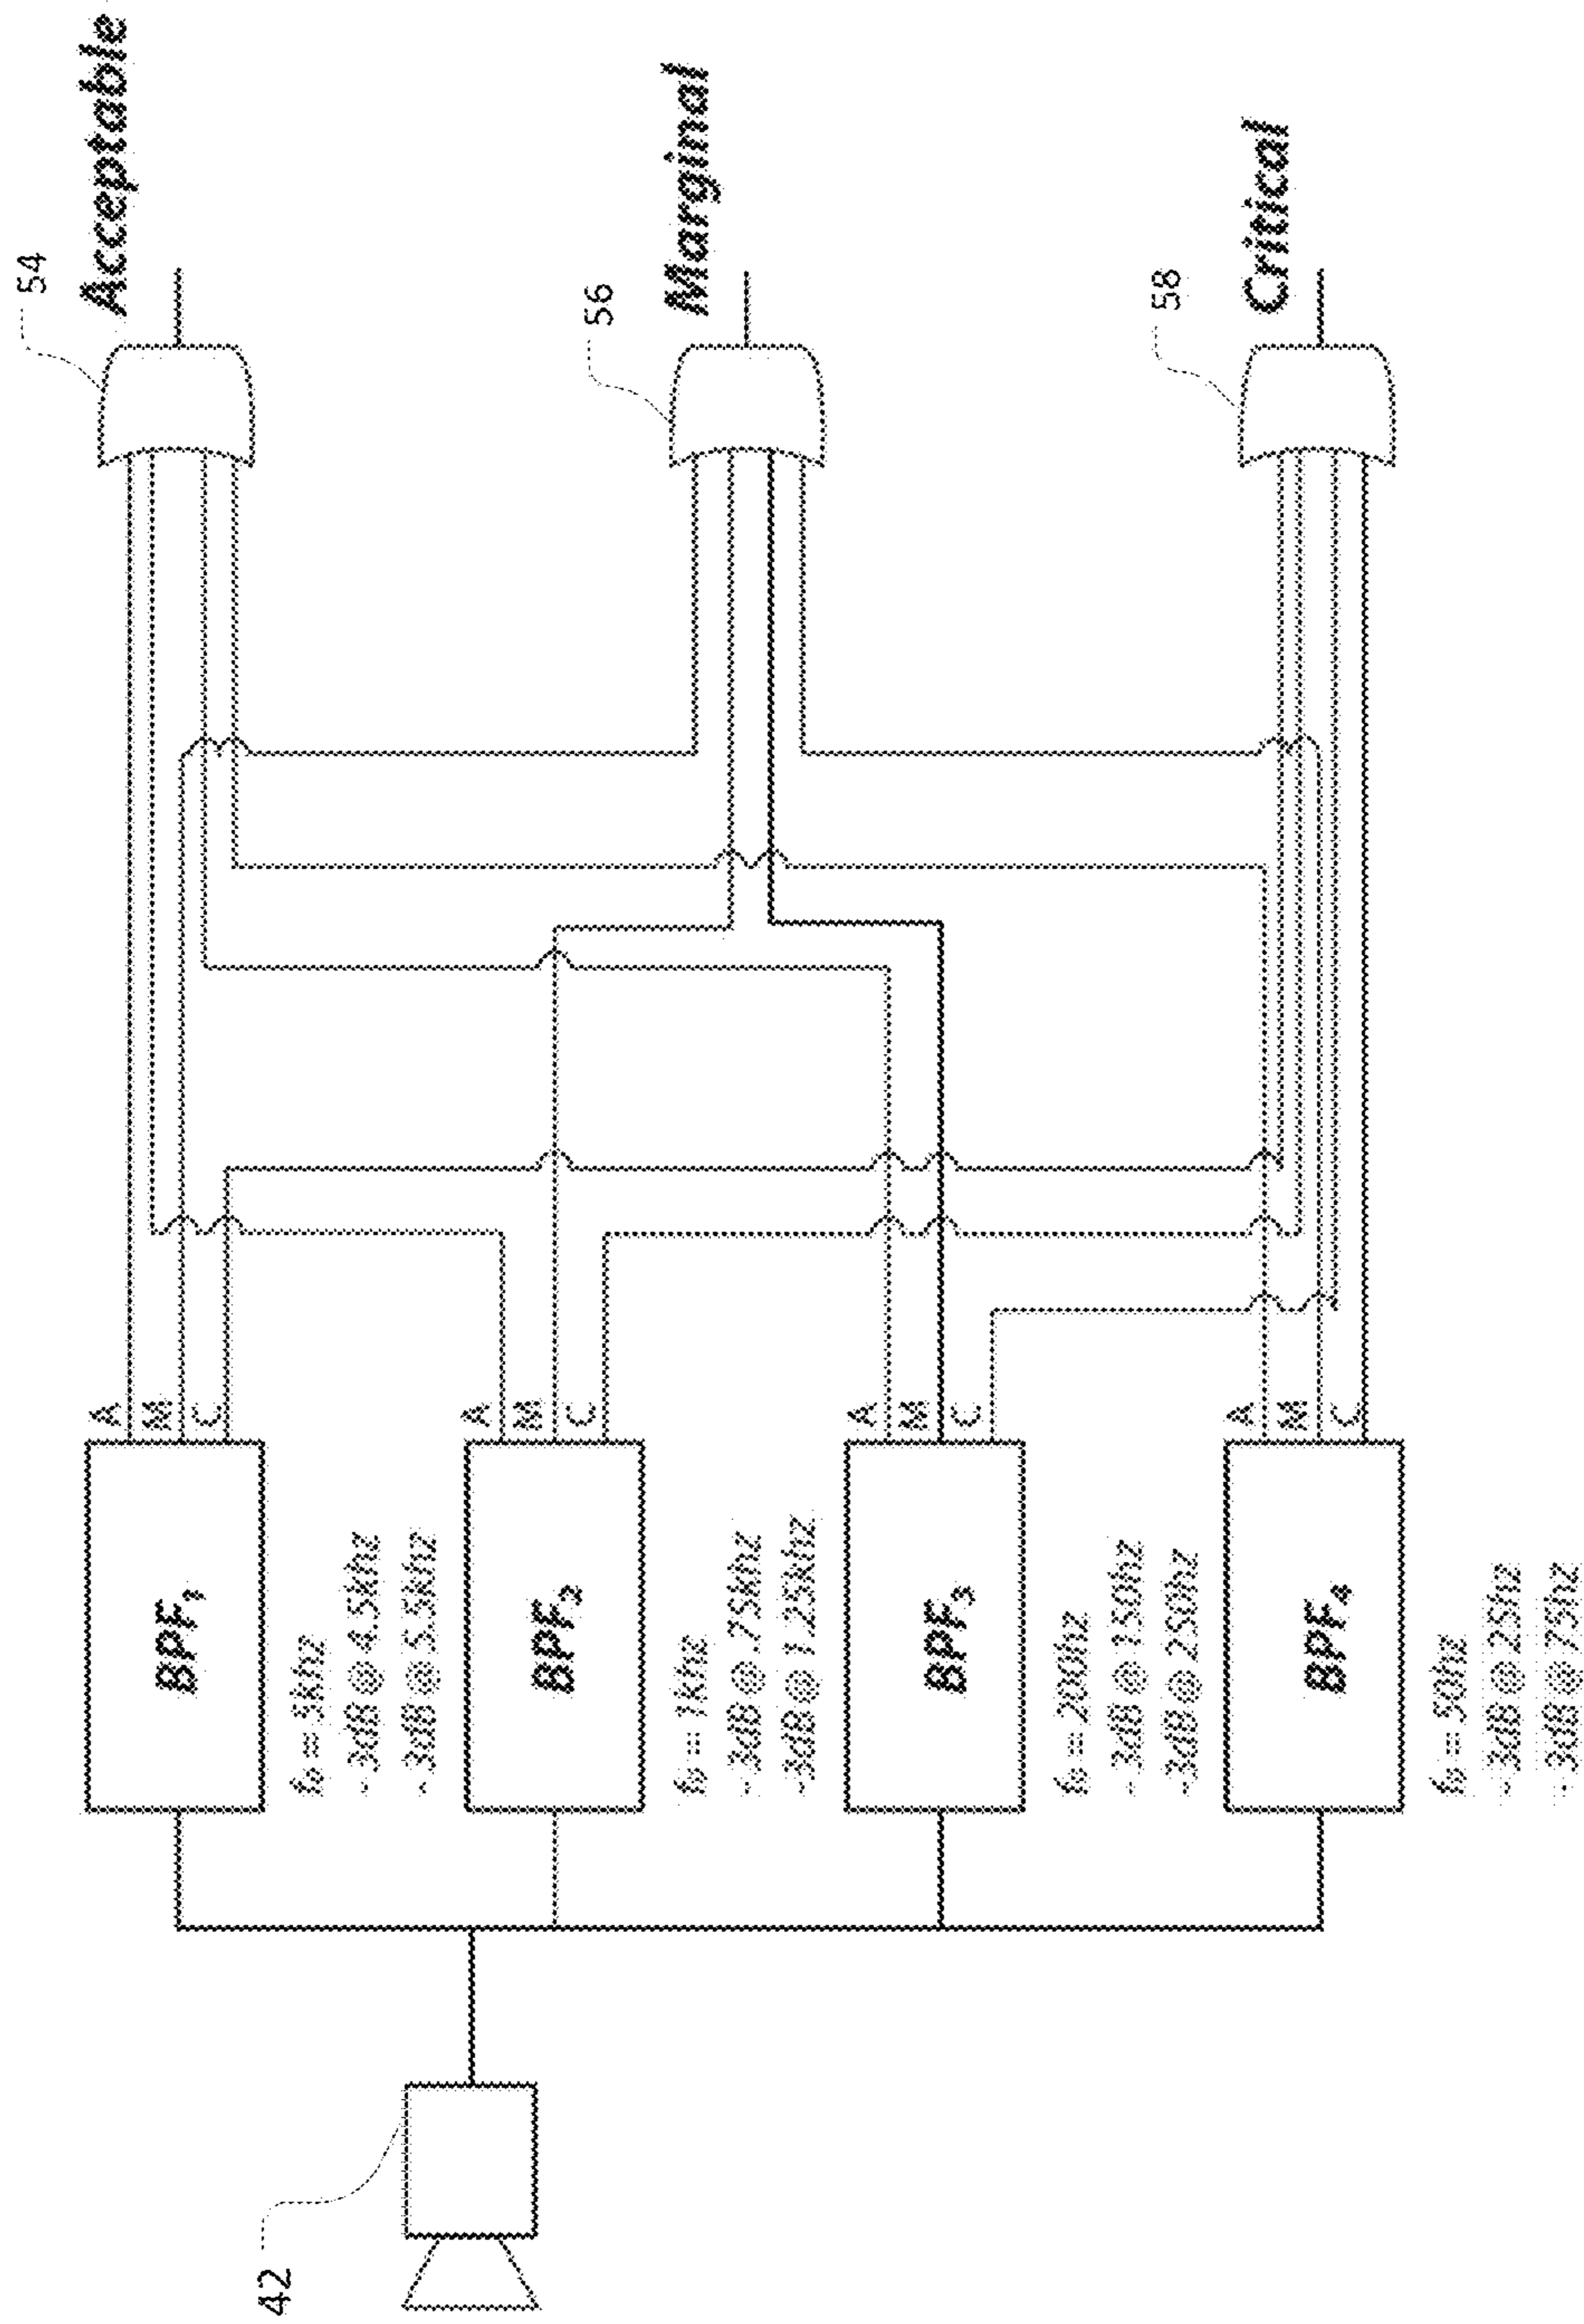 54
Acceptable
56
Marginal
58
Critical
A
M
C
A
M
C
A
M
C
A
M
C
BPF₁
f₀ = 5khz
-3dB @ 4.5khz
-3dB @ 5.5khz
BPF₂
f₀ = 1khz
-3dB @ .75khz
-3dB @ 1.25khz
BPF₃
f₀ = 200hz
-3dB @ 150hz
-3dB @ 250hz
BPF₄
f₀ = 50hz
-3dB @ 25hz
-3dB @ 75hz
42